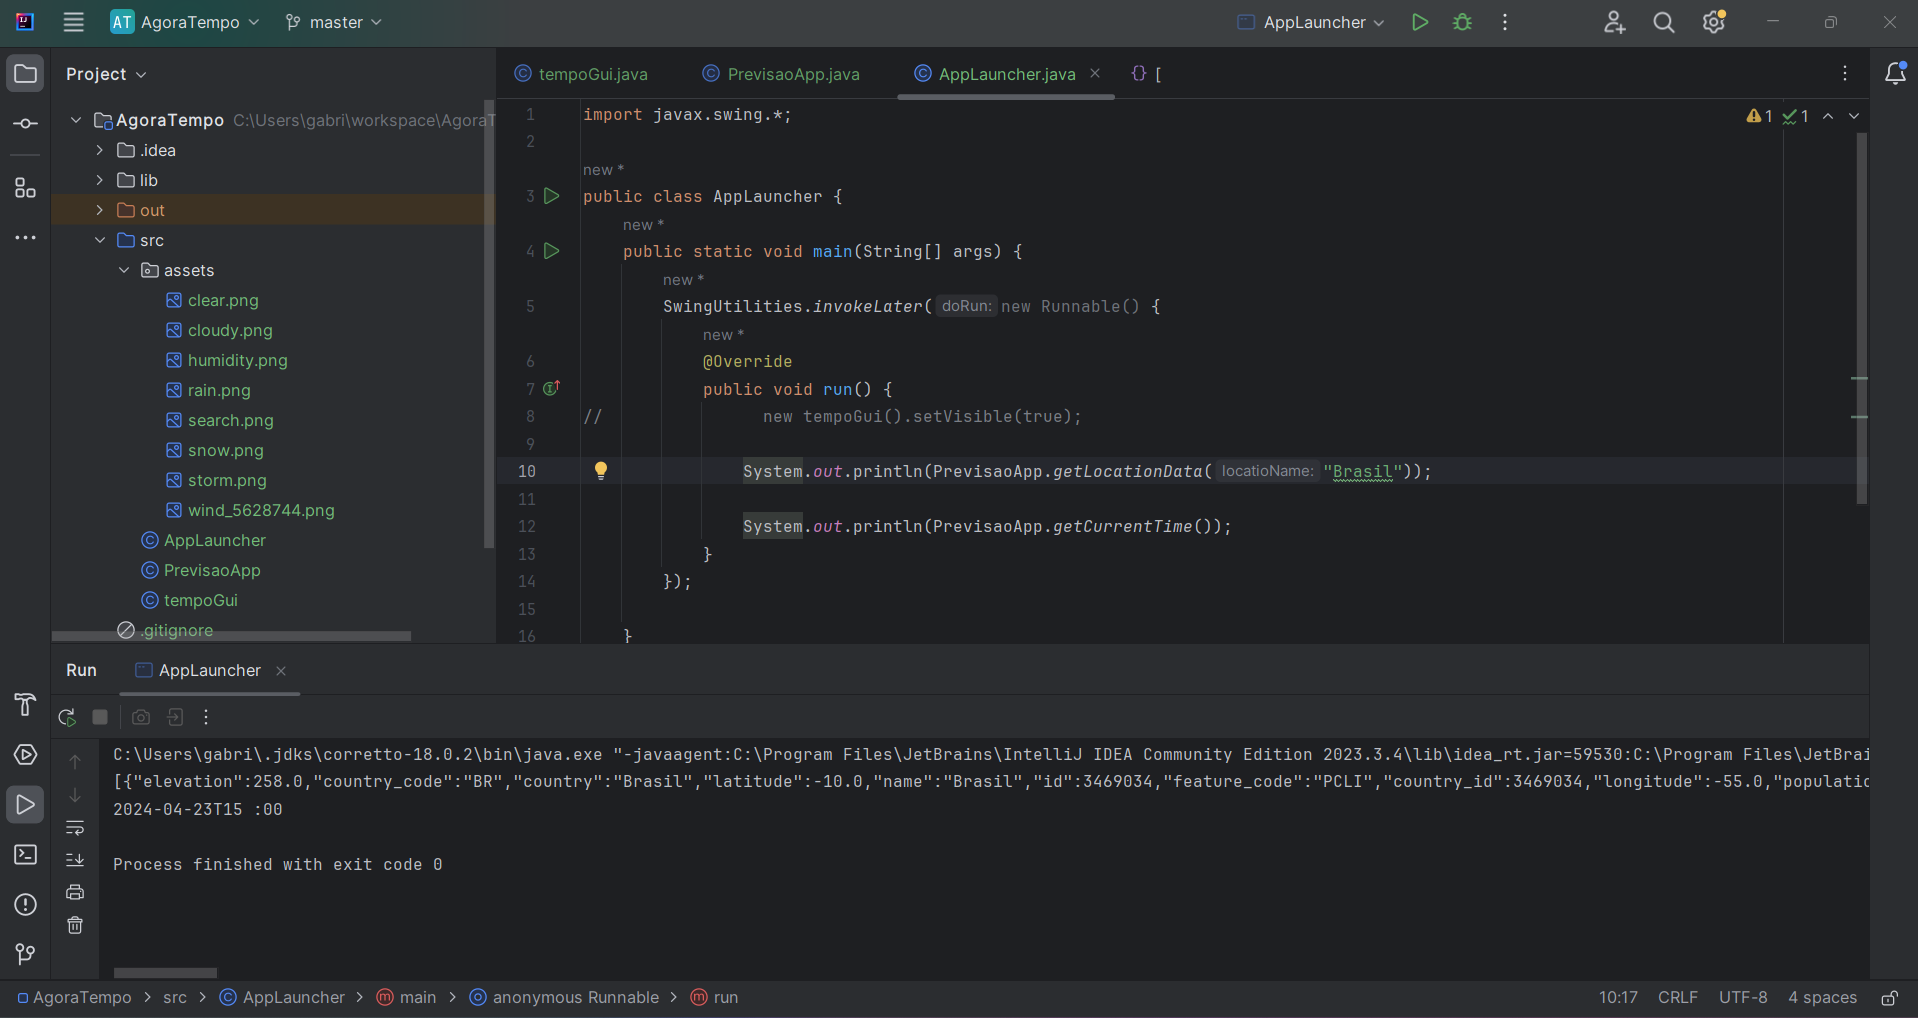 AT AgoraTempo master AppLauncher
Project
tempoGui.java PrevisaoApp.java AppLauncher.java {} [
AgoraTempo C:\Users\gabri\workspace\AgoraT
.idea
lib
out
src
assets
clear.png
cloudy.png
humidity.png
rain.png
search.png
snow.png
storm.png
wind_5628744.png
AppLauncher
PrevisaoApp
tempoGui
.gitignore
1 import javax.swing.*;
1 1
2
new *
3 public class AppLauncher {
new *
4 public static void main(String[] args) {
new *
5 SwingUtilities.invokeLater( doRun: new Runnable() {
new *
6 @Override
7 public void run() {
8 // new tempoGui().setVisible(true);
9
10 System.out.println(PrevisaoApp.getLocationData( locatioName: "Brasil"));
11
12 System.out.println(PrevisaoApp.getCurrentTime());
13 }
14 });
15
16 }
Run AppLauncher
C:\Users\gabri\.jdks\corretto-18.0.2\bin\java.exe "-javaagent:C:\Program Files\JetBrains\IntelliJ IDEA Community Edition 2023.3.4\lib\idea_rt.jar=59530:C:\Program Files\JetBrai
[{"elevation":258.0,"country_code":"BR","country":"Brasil","latitude":-10.0,"name":"Brasil","id":3469034,"feature_code":"PCLI","country_id":3469034,"longitude":-55.0,"populatio
2024-04-23T15 :00
Process finished with exit code 0
AgoraTempo > src > AppLauncher > main > anonymous Runnable > run
10:17 CRLF UTF-8 4 spaces